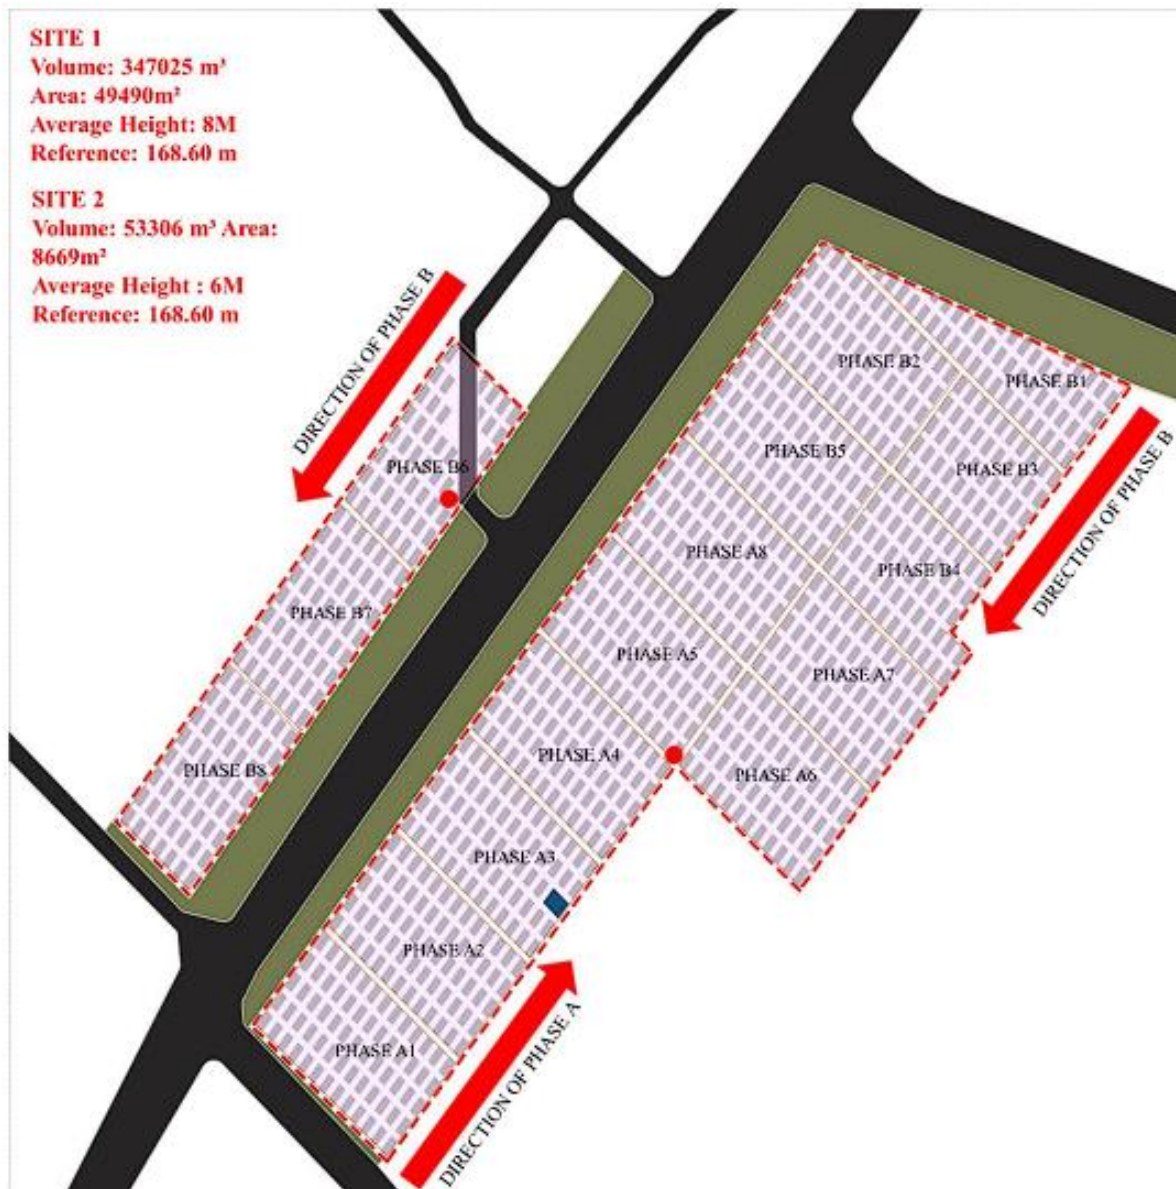 SITE 1
Volume: 347025 m³
Area: 49490m²
Average Height: 8M
Reference: 168.60 m
SITE 2
Volume: 53306 m³ Area:
8669m²
Average Height : 6M
Reference: 168.60 m
DIRECTION OF PHASE B
PHASE B2
PHASE B1
PHASE B5
PHASE B6
PHASE B3
DIRECTION OF PHASE B
PHASE A8
PHASE B4
PHASE B7
PHASE A5
PHASE A7
PHASE A4
PHASE B8
PHASE A6
PHASE A3
PHASE A2
PHASE A1
DIRECTION OF PHASE A